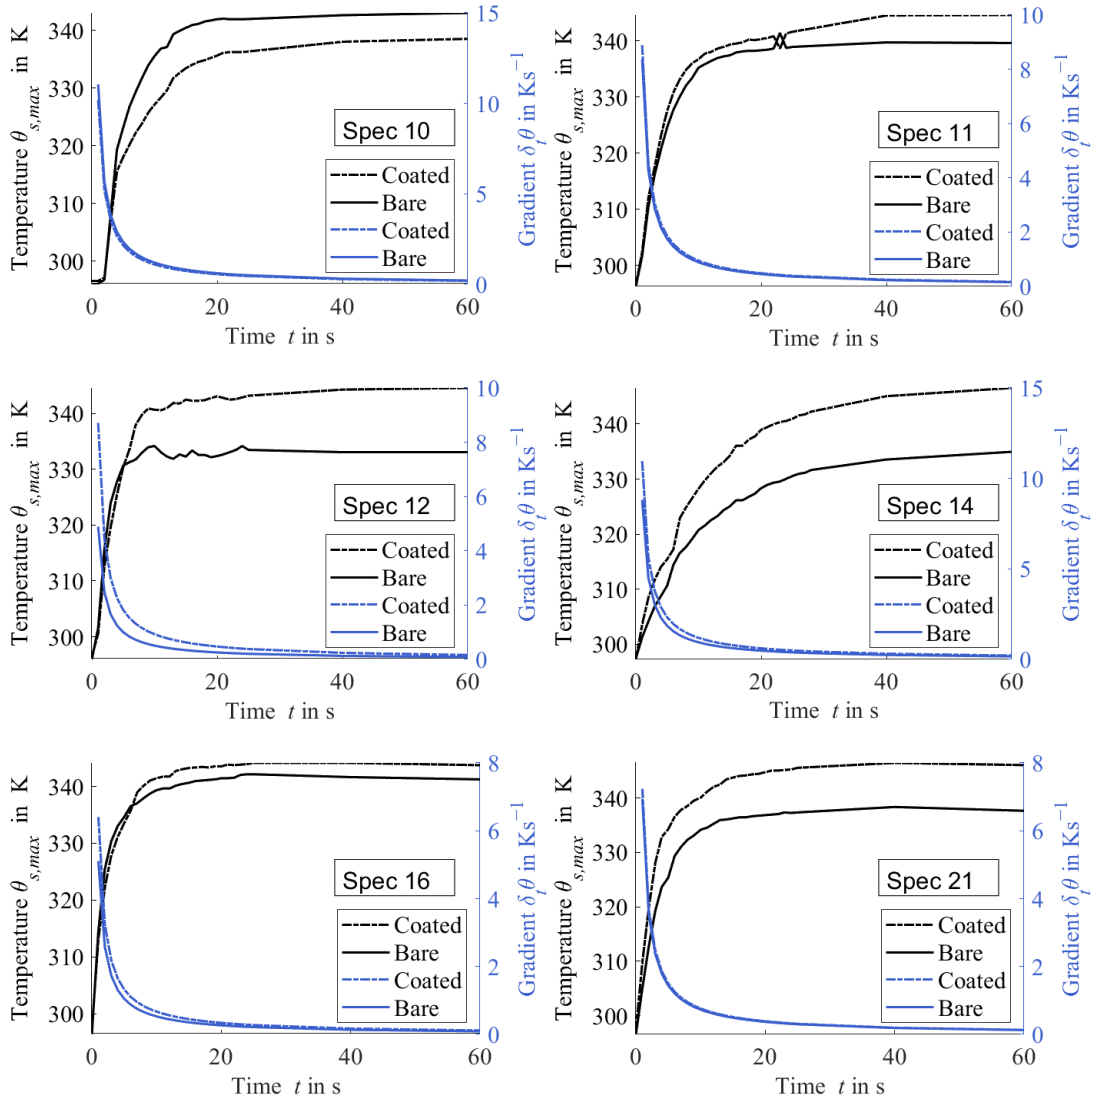 Temperature θ s,max in K
340
330
320
310
300
15
10
5
0
Gradient δtθ in Ks−1
Spec 10
Coated
Bare
Coated
Bare
0 20 40 60
Time t in s
Temperature θ s,max in K
340
330
320
310
300
10
8
6
4
2
0
Gradient δtθ in Ks−1
Spec 11
Coated
Bare
Coated
Bare
0 20 40 60
Time t in s
Temperature θ s,max in K
340
330
320
310
300
10
8
6
4
2
0
Gradient δtθ in Ks−1
Spec 12
Coated
Bare
Coated
Bare
0 20 40 60
Time t in s
Temperature θ s,max in K
340
330
320
310
300
15
10
5
0
Gradient δtθ in Ks−1
Spec 14
Coated
Bare
Coated
Bare
0 20 40 60
Time t in s
Temperature θ s,max in K
340
330
320
310
300
8
6
4
2
0
Gradient δtθ in Ks−1
Spec 16
Coated
Bare
Coated
Bare
0 20 40 60
Time t in s
Temperature θ s,max in K
340
330
320
310
300
8
6
4
2
0
Gradient δtθ in Ks−1
Spec 21
Coated
Bare
Coated
Bare
0 20 40 60
Time t in s